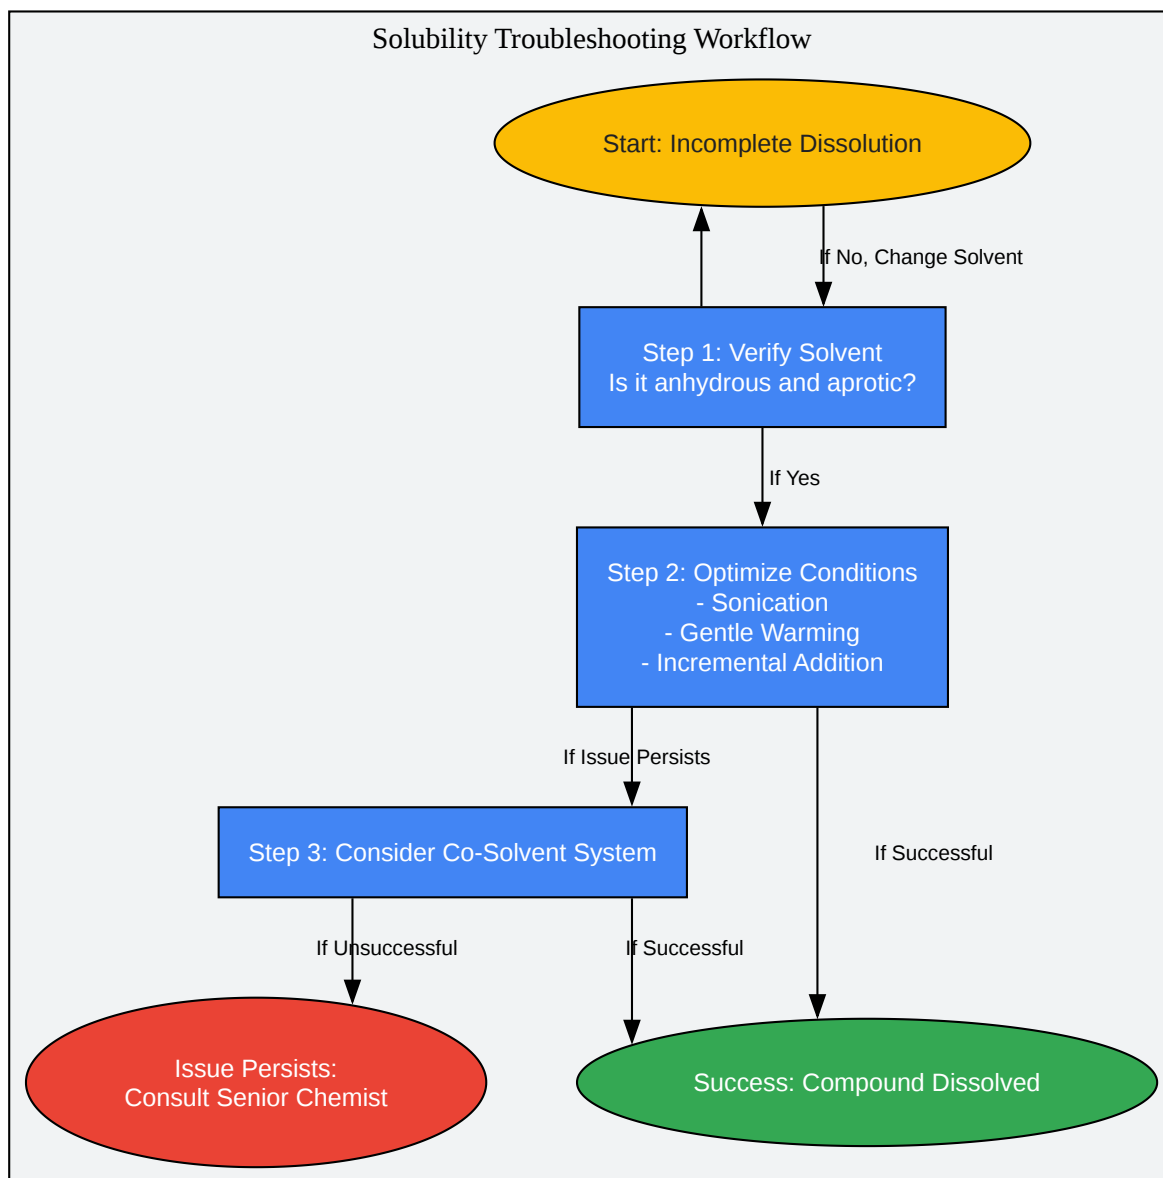 Solubility Troubleshooting Workflow
Start: Incomplete Dissolution
If No, Change Solvent
Step 1: Verify Solvent
Is it anhydrous and aprotic?
If Yes
Step 2: Optimize Conditions
- Sonication
- Gentle Warming
- Incremental Addition
If Issue Persists
Step 3: Consider Co-Solvent System
If Successful
If Unsuccessful
If Successful
Issue Persists:
Consult Senior Chemist
Success: Compound Dissolved